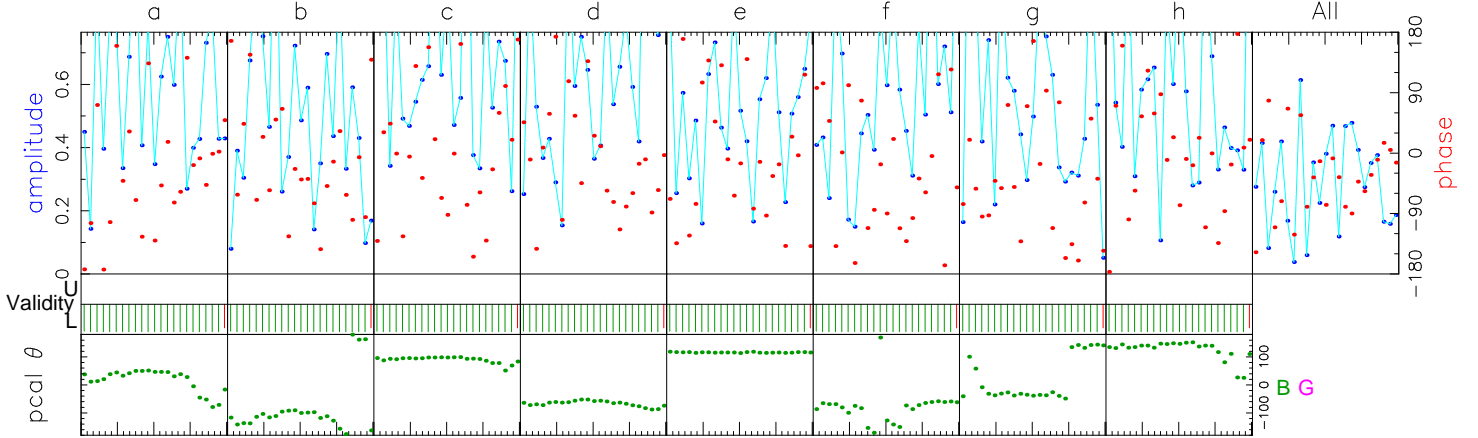 a b c d e f g h All
amplitude
0 0.2 0.4 0.6
180 90 0 −90 −180
phase
Validity
U
L
pcal θ
100 0 −100
B G